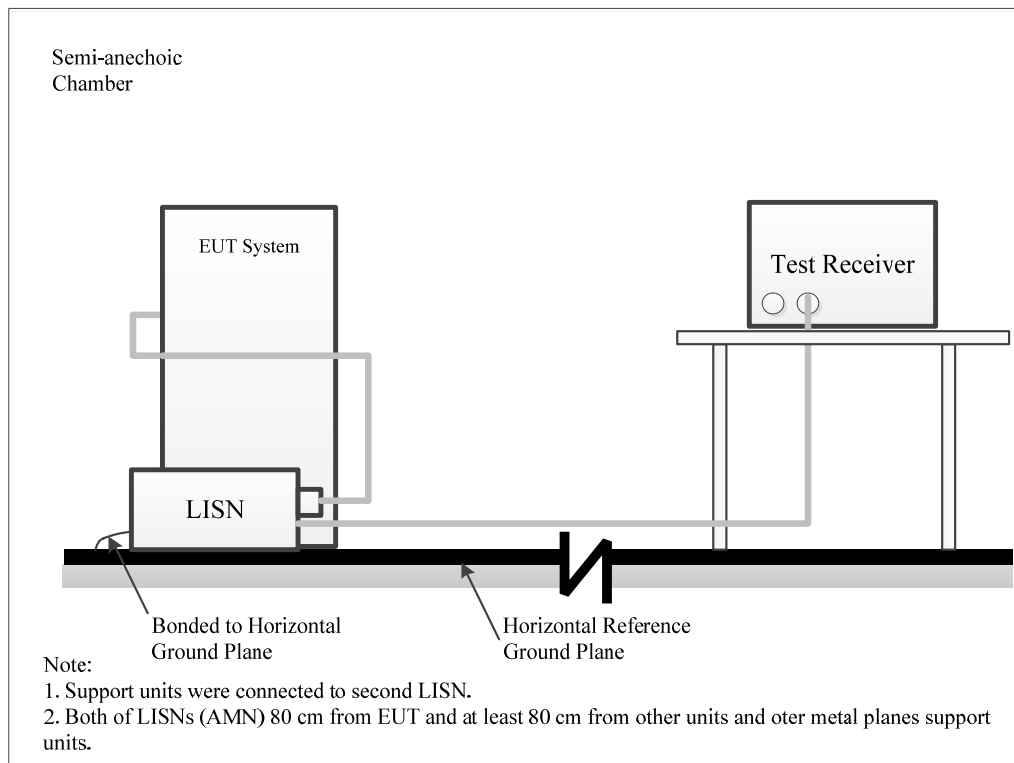 Semi-anechoic
Chamber
EUT System
Test Receiver
LISN
Bonded to Horizontal
Ground Plane
Horizontal Reference
Ground Plane
Note:
1. Support units were connected to second LISN.
2. Both of LISNs (AMN) 80 cm from EUT and at least 80 cm from other units and oter metal planes support
units.